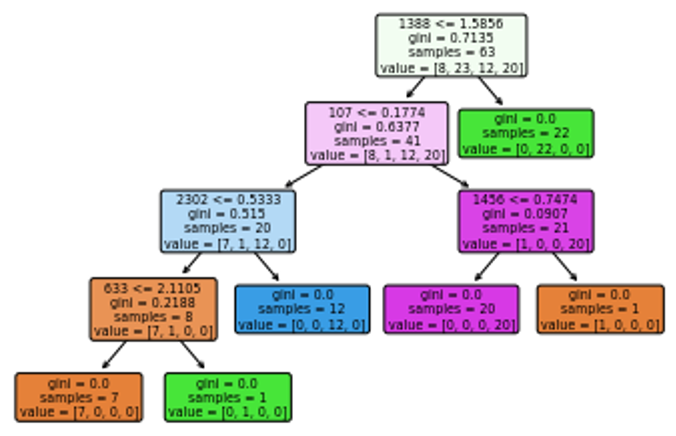 1388 <= 1.5856
gini = 0.7135
samples = 63
value = [8, 23, 12, 20]
107 <= 0.1774
gini = 0.6377
samples = 41
value = [8, 1, 12, 20]
gini = 0.0
samples = 22
value = [0, 22, 0, 0]
2302 <= 0.5333
gini = 0.515
samples = 20
value = [7, 1, 12, 0]
1456 <= 0.7474
gini = 0.0907
samples = 21
value = [1, 0, 0, 20]
633 <= 2.1105
gini = 0.2188
samples = 8
value = [7, 1, 0, 0]
gini = 0.0
samples = 12
value = [0, 0, 12, 0]
gini = 0.0
samples = 20
value = [0, 0, 0, 20]
gini = 0.0
samples = 1
value = [1, 0, 0, 0]
gini = 0.0
samples = 7
value = [7, 0, 0, 0]
gini = 0.0
samples = 1
value = [0, 1, 0, 0]